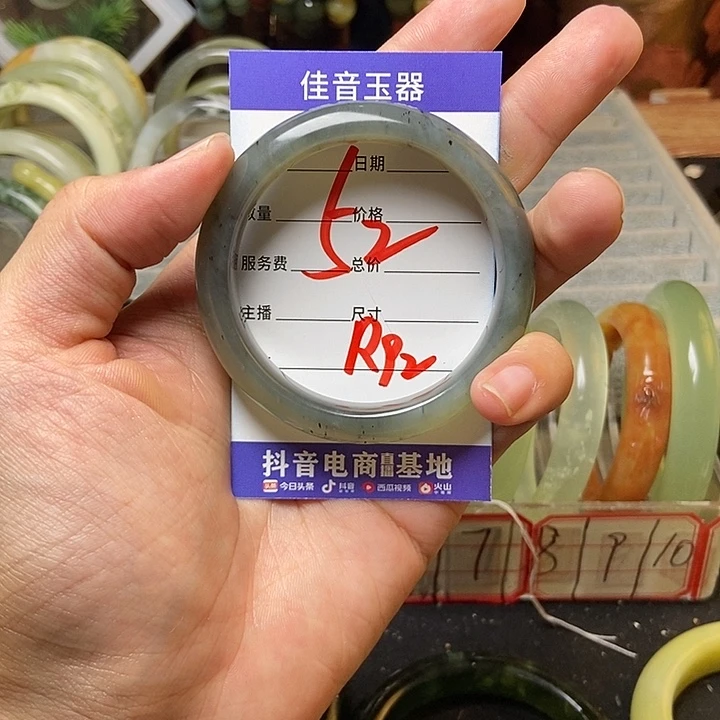 佳音玉器
日期
数量 价格
52
服务费 总价
主播 尺寸
R92
抖音电商直播基地
今日头条 抖音 西瓜视频 火山
7 8 9 10